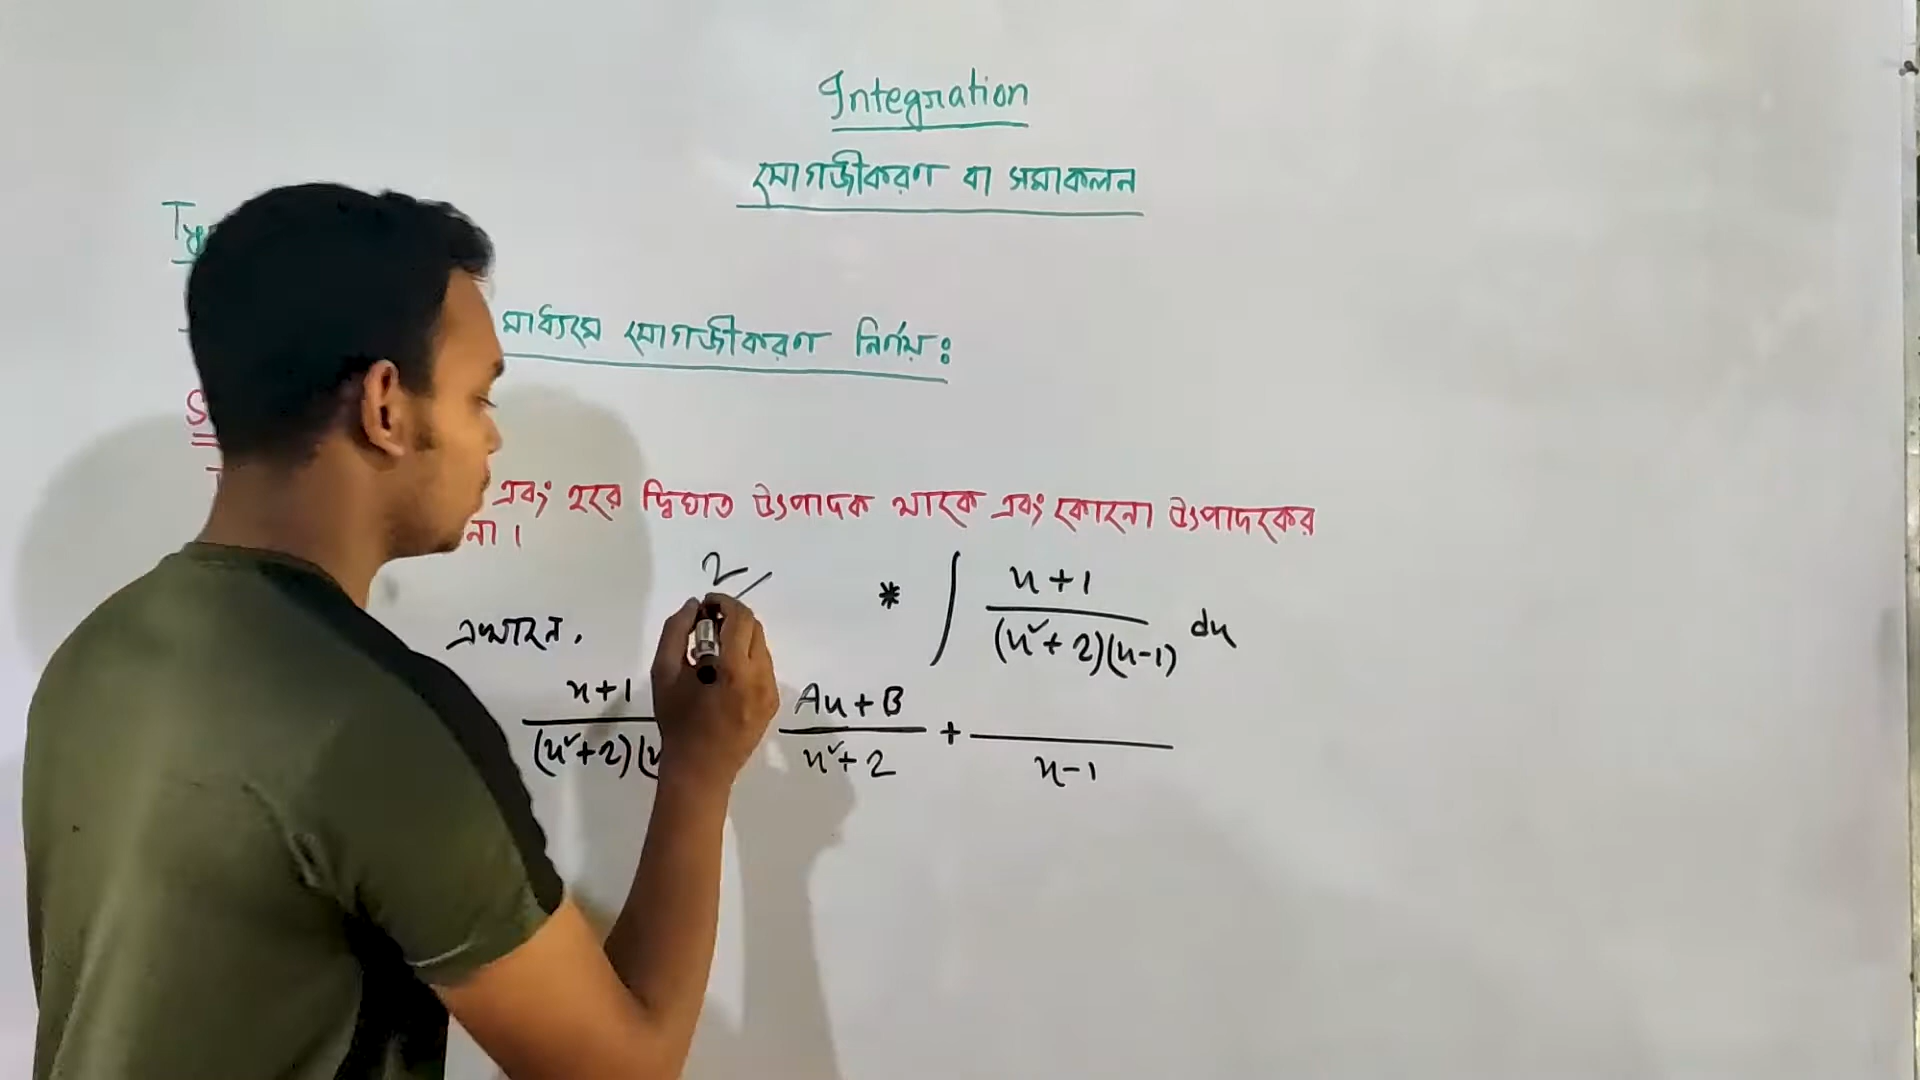 Integration
যোগজীকরণ বা সমাকলন
মাধ্যমে যোগজীকরণ নির্ণয়ঃ
এবং হরে দ্বিঘাত উৎপাদক থাকে এবং কোনো উৎপাদকের
না।
2
* ∫ x+1 / (x²+2)(x-1) dx
এখানে,
x+1 / (x²+2) Ax+B / x²+2 + / x-1